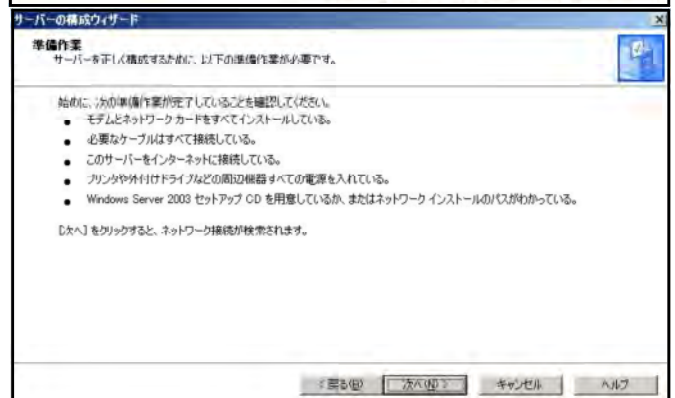 サーバーの構成ウィザード
準備作業
サーバーを正しく構成するために、以下の準備作業が必要です。
始めに、次の準備作業が完了していることを確認してください。
• モデムとネットワーク カードをすべてインストールしている。
• 必要なケーブルはすべて接続している。
• このサーバーをインターネットに接続している。
• プリンタや外付けドライブなどの周辺機器すべての電源を入れている。
• Windows Server 2003 セットアップ CD を用意しているか、またはネットワーク インストールのパスがわかっている。
[次へ] をクリックすると、ネットワーク接続が検索されます。
< 戻る(B) 次へ(N) > キャンセル ヘルプ